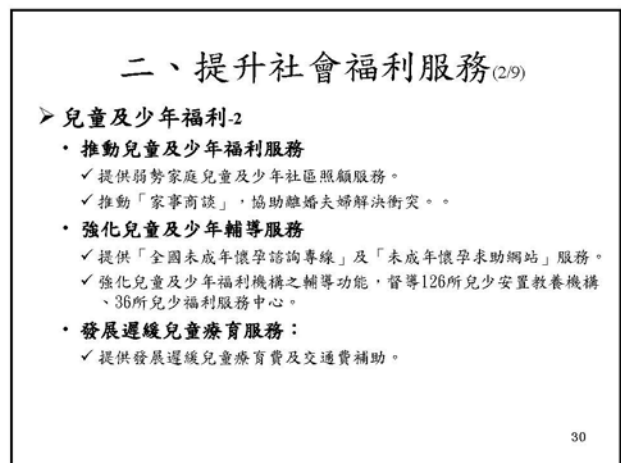 二、提升社會福利服務(2/9)
➢ 兒童及少年福利-2
• 推動兒童及少年福利服務
✓ 提供弱勢家庭兒童及少年社區照顧服務。
✓ 推動「家事商談」，協助離婚夫婦解決衝突。。
• 強化兒童及少年輔導服務
✓ 提供「全國未成年懷孕諮詢專線」及「未成年懷孕求助網站」服務。
✓ 強化兒童及少年福利機構之輔導功能，督導126所兒少安置教養機構
、36所兒少福利服務中心。
• 發展遲緩兒童療育服務：
✓ 提供發展遲緩兒童療育費及交通費補助。
30